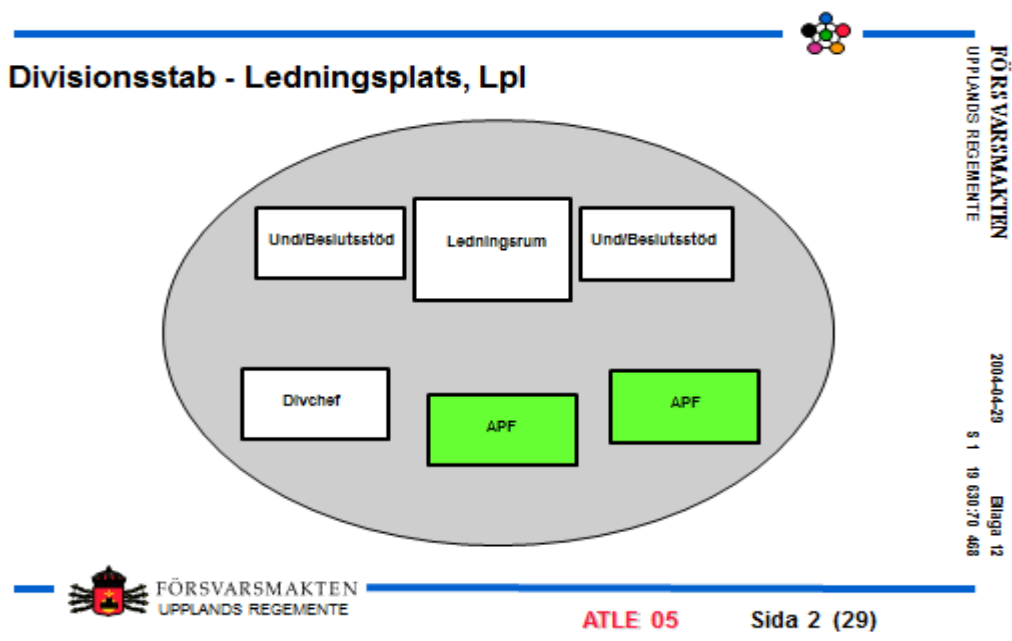 Divisionsstab - Ledningsplats, Lpl
Und/Beslutsstöd
Ledningsrum
Und/Beslutsstöd
Divchef
APF
APF
FÖRSVARSMAKTEN
UPPLANDS REGEMENTE
2004-04-29
Bilaga 12
S 1 19 630:70 468
FÖRSVARSMAKTEN
UPPLANDS REGEMENTE
ATLE 05
Sida 2 (29)